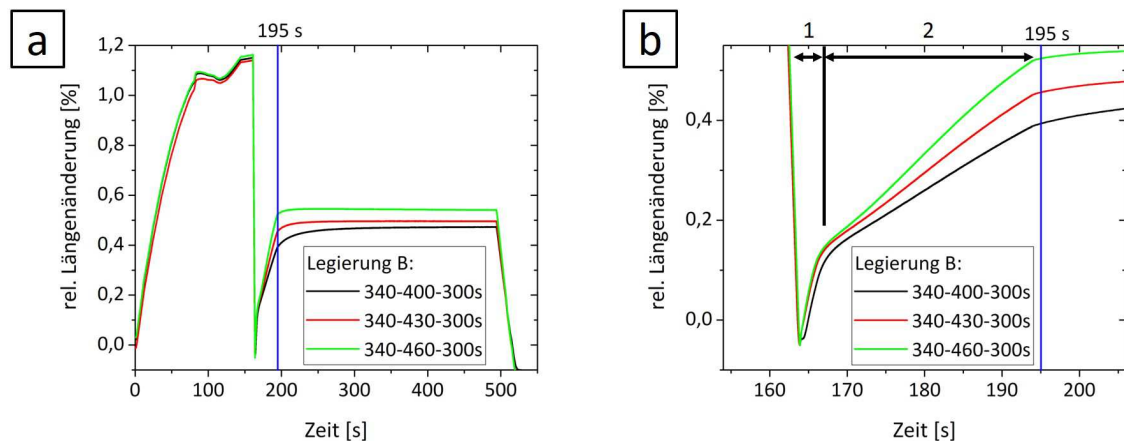 a
195 s
1,2
1,0
0,8
0,6
0,4
0,2
0,0
rel. Längenänderung [%]
Legierung B:
340-400-300s
340-430-300s
340-460-300s
0 100 200 300 400 500
Zeit [s]
b
1 2 195 s
0,4
0,2
0,0
rel. Längenänderung [%]
Legierung B:
340-400-300s
340-430-300s
340-460-300s
160 170 180 190 200
Zeit [s]